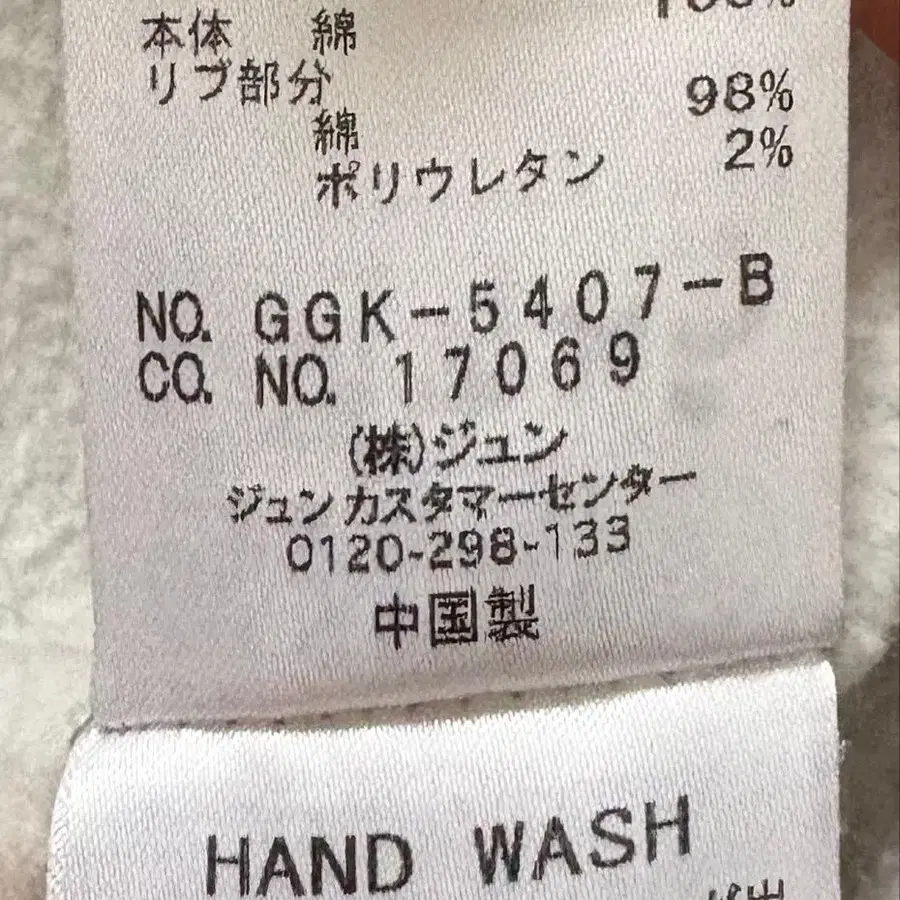 本体 綿 100%
リブ部分
綿 98%
ポリウレタン 2%
NO. GGK-5407-B
CO. NO. 17069
(株)ジュン
ジュンカスタマーセンター
0120-298-133
中国製
HAND WASH